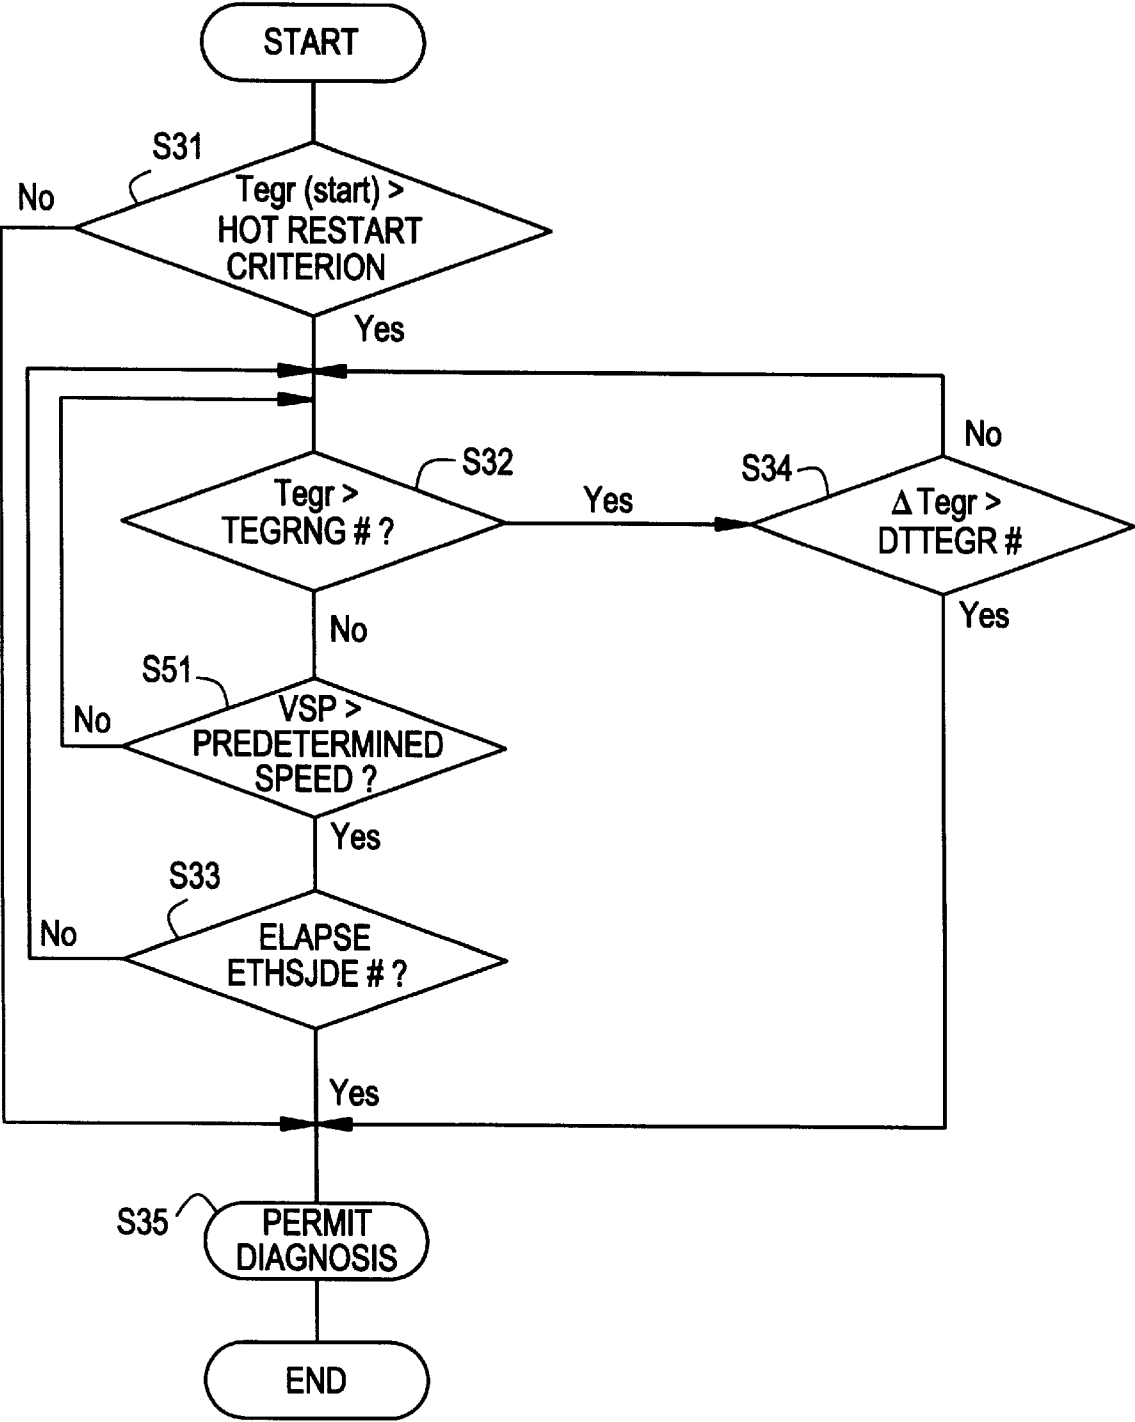 START
S31
No
Tegr (start) >
HOT RESTART
CRITERION
Yes
S32
Tegr >
TEGRNG # ?
Yes
S34
No
Δ Tegr >
DTTEGR #
Yes
No
S51
No
VSP >
PREDETERMINED
SPEED ?
Yes
S33
No
ELAPSE
ETHSJDE # ?
Yes
S35
PERMIT
DIAGNOSIS
END